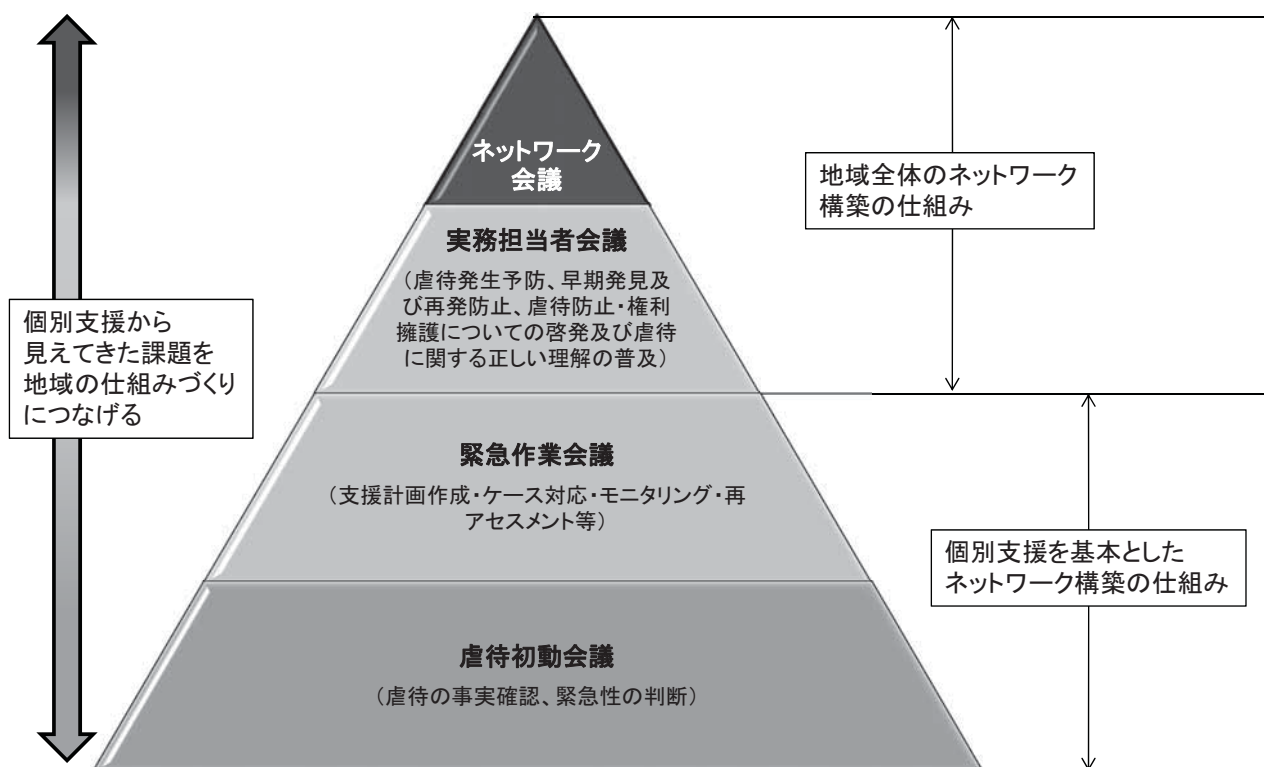 ネットワーク
会議
地域全体のネットワーク
構築の仕組み
実務担当者会議
（虐待発生予防、早期発見及
び再発防止、虐待防止・権利
擁護についての啓発及び虐待
に関する正しい理解の普及）
個別支援から
見えてきた課題を
地域の仕組みづくり
につなげる
緊急作業会議
（支援計画作成・ケース対応・モニタリング・再
アセスメント等）
個別支援を基本とした
ネットワーク構築の仕組み
虐待初動会議
（虐待の事実確認、緊急性の判断）